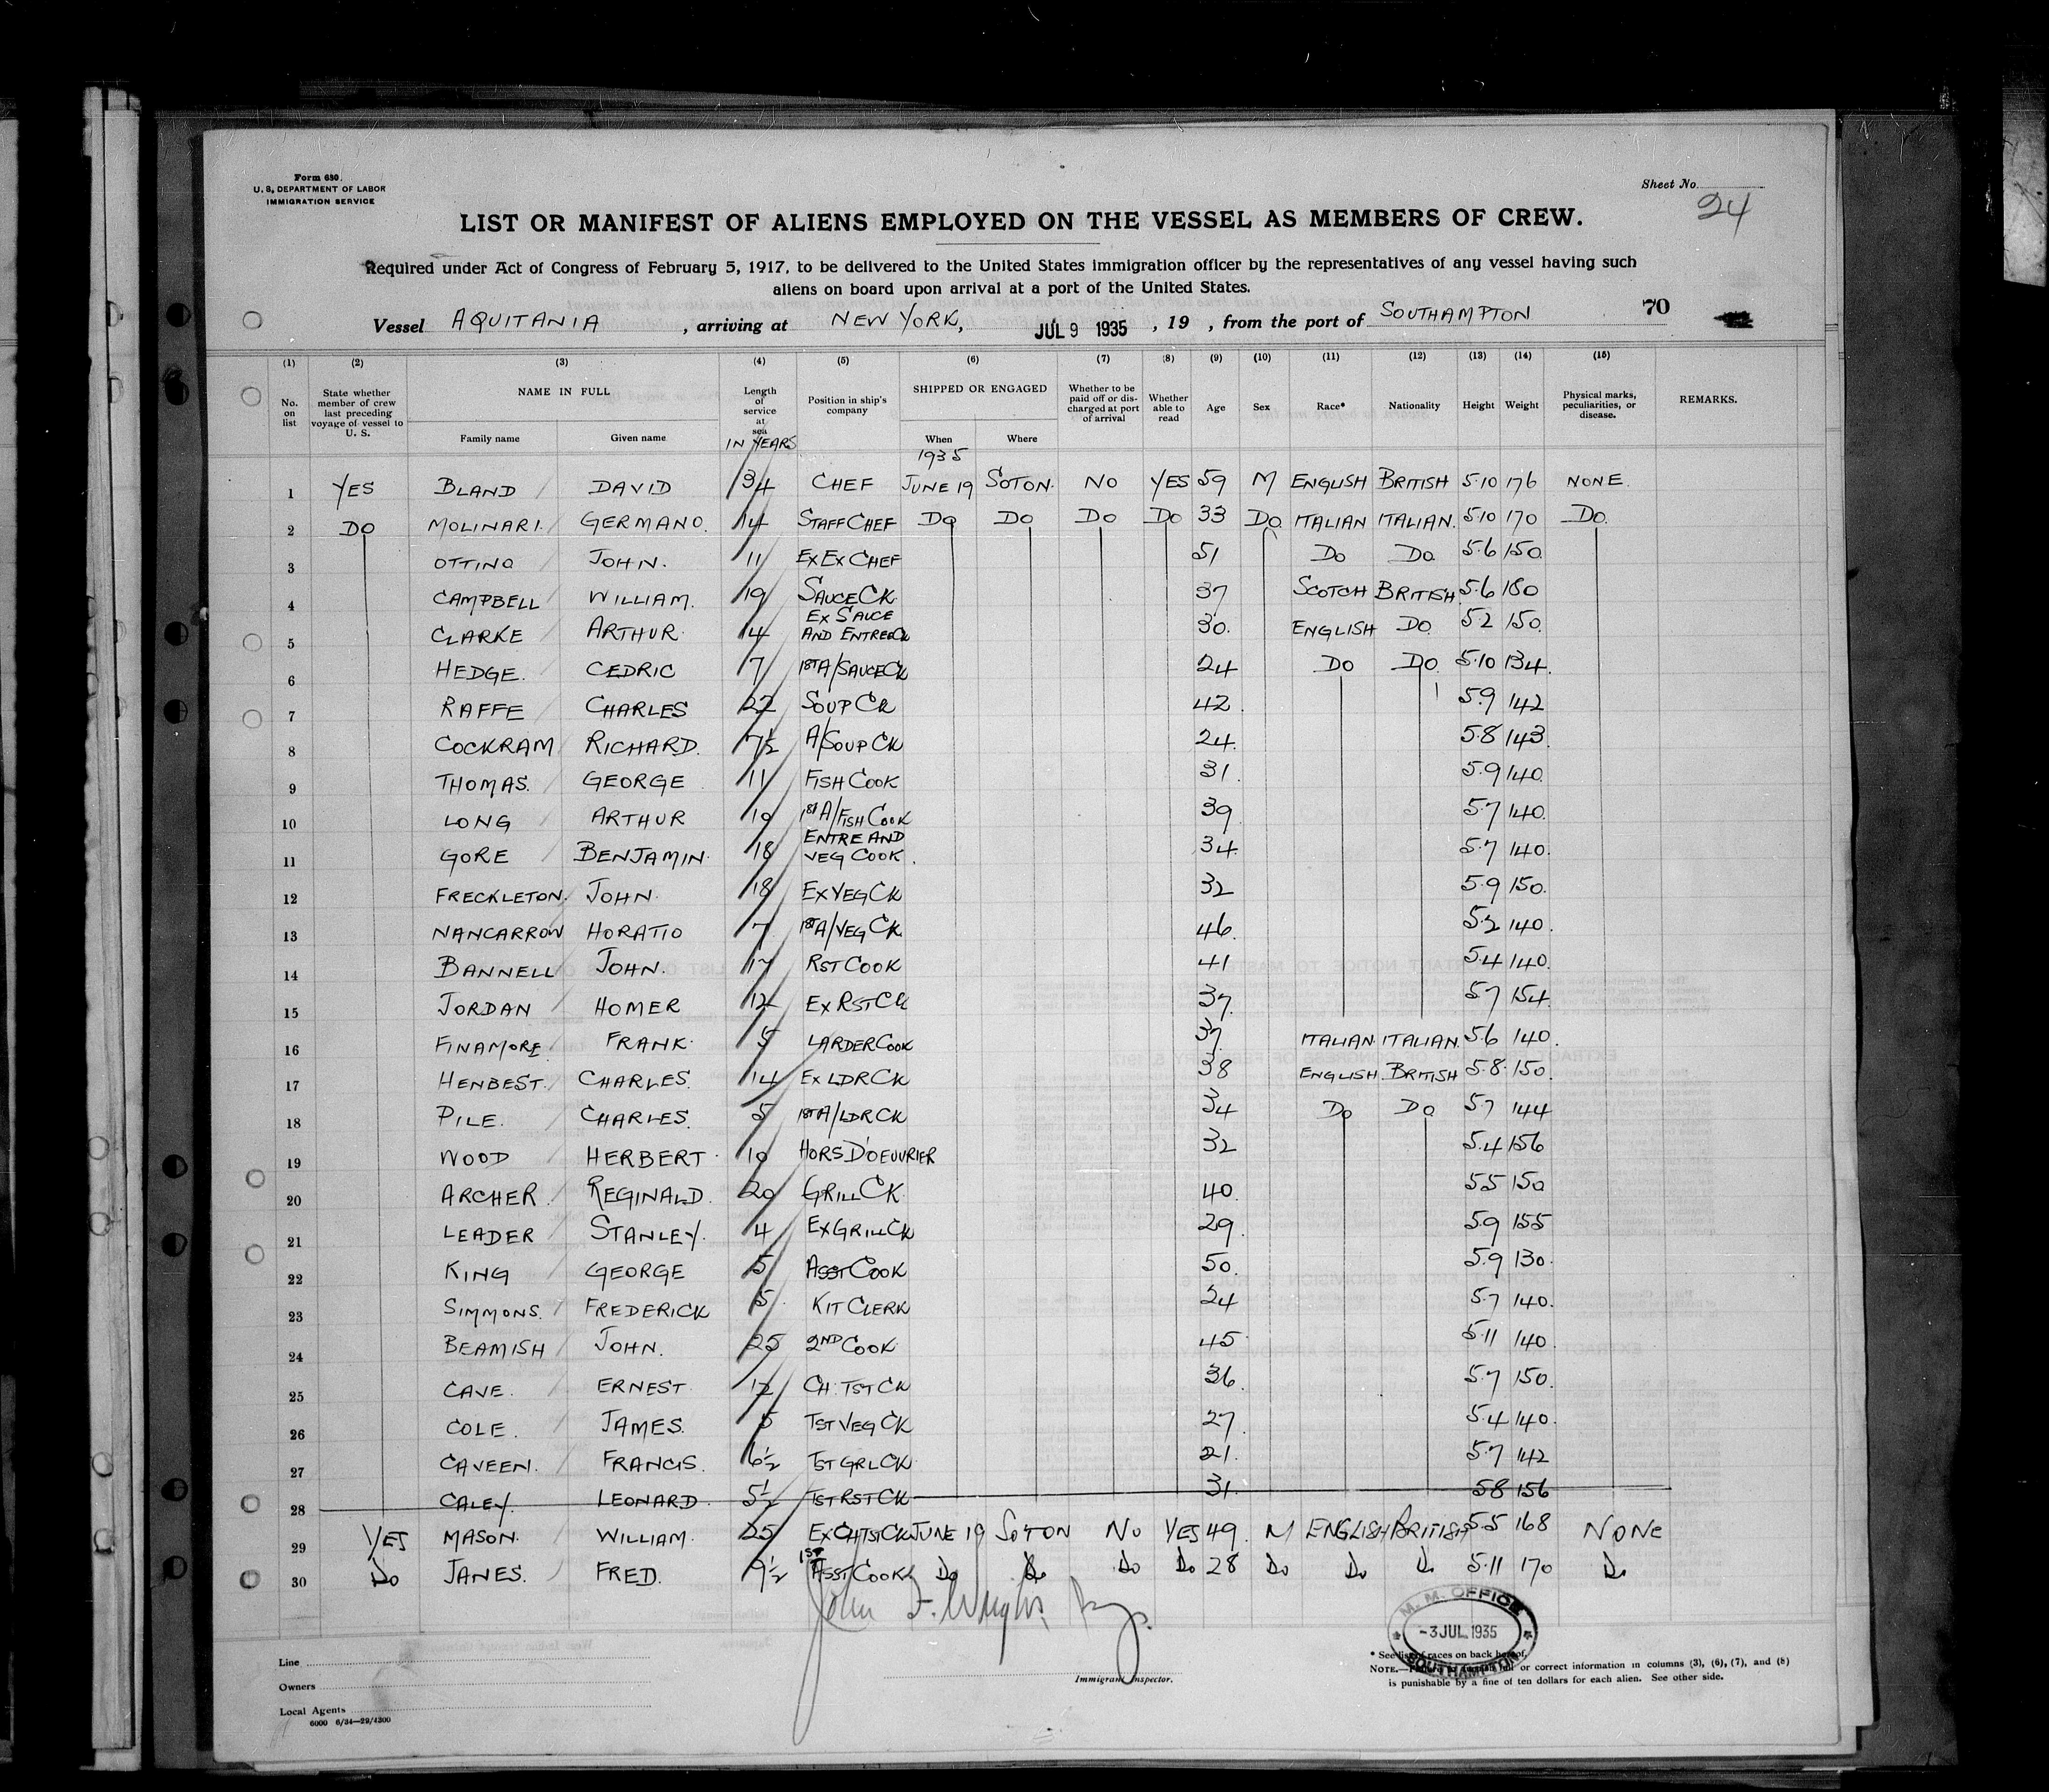 Form 680
U. S. DEPARTMENT OF LABOR
IMMIGRATION SERVICE
Sheet No.
24
LIST OR MANIFEST OF ALIENS EMPLOYED ON THE VESSEL AS MEMBERS OF CREW.
Required under Act of Congress of February 5, 1917, to be delivered to the United States immigration officer by the representatives of any vessel having such
aliens on board upon arrival at a port of the United States.
Vessel AQUITANIA , arriving at NEW YORK, JUL 9 1935 , 19 , from the port of SOUTHAMPTON 70
(1) (2) (3) (4) (5) (6) (7) (8) (9) (10) (11) (12) (13) (14) (15)
No. on list State whether member of crew last preceding voyage of vessel to U. S. NAME IN FULL Family name Given name Length of service at sea IN YEARS Position in ship's company SHIPPED OR ENGAGED When 1935 Where Whether to be paid off or discharged at port of arrival Whether able to read Age Sex Race* Nationality Height Weight Physical marks, peculiarities, or disease. REMARKS.
1 YES BLAND DAVID 34 CHEF JUNE 19 SOTON. NO YES 59 M ENGLISH BRITISH 5.10 176 NONE.
2 DO MOLINARI. GERMANO. 14 STAFF CHEF DO DO DO DO 33 DO ITALIAN ITALIAN. 5.10 170 DO.
3 OTTINO JOHN. 11 EX EX CHEF 51 DO DO 5.6 150
4 CAMPBELL WILLIAM. 19 SAUCE CK. 37 SCOTCH BRITISH 5.6 180
5 CLARKE ARTHUR. 4 EX SAUCE AND ENTREE CK 30. ENGLISH DO 5.2 150.
6 HEDGE. CEDRIC 7 1ST A/SAUCE CK 24 DO DO 5.10 134.
7 RAFFE CHARLES 22 SOUP CK 42 5.9 142
8 COCKRAM RICHARD. 7½ A/SOUP CK 24. 5.8 143.
9 THOMAS. GEORGE 11 FISH COOK 31. 5.9 140.
10 LONG ARTHUR 19 1ST A/FISH COOK 39 5.7 140.
11 GORE BENJAMIN. 18 ENTRE AND VEG COOK. 34 5.7 140.
12 FRECKLETON. JOHN. 18 EX VEG CK 32 5.9 150.
13 NANCARROW HORATIO 7 1ST A/VEG CK 46. 5.2 140.
14 BANNELL JOHN. 17 RST COOK 41 5.4 140.
15 JORDAN HOMER 12 EX RST CK 37. 5.7 154
16 FINAMORE. FRANK. 5 LARDER COOK 37 ITALIAN. ITALIAN. 5.6 140.
17 HENBEST. CHARLES. 14 EX LDR CK 38 ENGLISH. BRITISH 5.8 150.
18 PILE. CHARLES. 5 1ST A/LDR CK 34 DO DO 5.7 144
19 WOOD HERBERT. 10 HORS D'OEUVRIER 32 5.4 156
20 ARCHER. REGINALD. 20 GRILL CK 40. 5.5 150
21 LEADER STANLEY. 4 EX GRILL CK 29. 5.9 155
22 KING GEORGE 5 ASST COOK 50. 5.9 130.
23 SIMMONS. FREDERICK 5 KIT CLERK 24 5.7 140.
24 BEAMISH JOHN. 25 2ND COOK 45 5.11 140
25 CAVE. ERNEST. 12 CH. TST CK 36. 5.7 150.
26 COLE. JAMES. 5 TST VEG CK 27. 5.4 140.
27 CAVEEN. FRANCIS. 6½ TST GRL CK 21. 5.7 142
28 CALEY. LEONARD. 5½ TST RST CK 31. 5.8 156
29 YES MASON. WILLIAM. 25 EX CH TST CK JUNE 19 SOTON NO YES 49. M ENGLISH BRITISH 5.5 168 NONE
30 DO JANES. FRED. 9½ 1ST ASST COOK DO DO DO DO 28 DO DO DO 5.11 170 DO
John F. Wright
M. M. OFFICE
-3 JUL. 1935
SOUTHAMPTON
Line
Owners
Local Agents
6000 6/34—29/4300
Immigrant Inspector.
* See list of races on back hereof.
NOTE.— or correct information in columns (3), (6), (7), and (8)
is punishable by a fine of ten dollars for each alien. See other side.